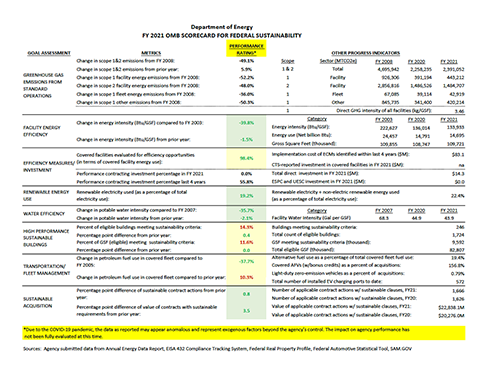 Department of Energy
FY 2021 OMB SCORECARD FOR FEDERAL SUSTAINABILITY
GOAL ASSESSMENT METRICS PERFORMANCE RATING* OTHER PROGRESS INDICATORS
Change in scope 1&2 emissions from FY 2008: -49.1% Scope Sector [MTCO2e] FY 2008 FY 2020 FY 2021
Change in scope 1&2 emissions from prior year: 5.9% 1 & 2 Total 4,695,942 2,258,235 2,391,052
GREENHOUSE GAS EMISSIONS FROM STANDARD OPERATIONS
Change in scope 1 facility energy emissions from FY 2008: -52.2% 1 Facility 926,306 391,194 443,212
Change in scope 2 facility energy emissions from FY 2008: -48.0% 2 Facility 2,856,816 1,486,526 1,484,707
Change in scope 1 fleet energy emissions from FY 2008: -36.0% 1 Fleet 67,085 39,114 42,919
Change in scope 1 other emissions from FY 2008: -50.3% 1 Other 845,735 341,400 420,214
1 Direct GHG intensity of all facilities (kg/GSF): 3.46
FACILITY ENERGY EFFICIENCY
Category FY 2003 FY 2020 FY 2021
Change in energy intensity (Btu/GSF) compared to FY 2003: -39.8% Energy intensity (Btu/GSF): 222,627 136,014 133,933
Change in energy intensity (Btu/GSF) from prior year: -1.5% Energy use (Net billion Btu): 24,457 14,791 14,695
Gross Square Feet (thousand): 109,855 108,747 109,721
EFFICIENCY MEASURES/ INVESTMENT
Covered facilities evaluated for efficiency opportunities (in terms of covered facility energy use): 98.4% Implementation cost of ECMs identified within last 4 years ($M): $83.1
CTS-reported investment in covered facilities in FY 2021 ($M): na
Performance contracting investment percentage in FY 2021 0.0% Total direct investment in FY 2021 ($M): $14.3
Performance contracting investment percentage last 4 years 55.8% ESPC and UESC investment in FY 2021 ($M): $0.0
RENEWABLE ENERGY USE
Renewable electricity used (as a percentage of total electricity use): 19.2% Renewable electricity + non-electric renewable energy used (as a percentage of total electricity use): 22.4%
WATER EFFICIENCY
Change in potable water intensity compared to FY 2007: -35.7% Category FY 2007 FY 2020 FY 2021
Change in potable water intensity from prior year: -2.1% Facility Water Intensity (Gal per GSF) 68.3 44.9 43.9
HIGH PERFORMANCE SUSTAINABLE BUILDINGS
Percent of eligible buildings meeting sustainability criteria: 14.3% Buildings meeting sustainability criteria: 246
Percentage point difference from prior year: 0.4 Total count of eligible buildings: 1,724
Percent of GSF (eligible) meeting sustainability criteria: 11.6% GSF meeting sustainability criteria (thousand): 9,592
Percentage point difference from prior year: 0.0 Total eligible GSF (thousand): 82,807
TRANSPORTATION/ FLEET MANAGEMENT
Change in petroleum fuel use in covered fleet compared to FY 2005: -37.7% Alternative fuel use as a percentage of total covered fleet fuel use: 19.4%
Covered AFVs (w/bonus credits) as a percent of acquisitions: 156.0%
Change in petroleum fuel use in covered fleet compared to prior year: 10.3% Light-duty zero-emission vehicles as a percent of acquisitions: 0.70%
Total number of installed EV charging ports to date: 572
SUSTAINABLE ACQUISITION
Percentage point difference of sustainable contract actions from prior year: 0.8 Number of applicable contract actions w/ sustainable clauses, FY21: 1,666
Number of applicable contract actions w/ sustainable clauses, FY20: 1,626
Percentage point difference of value of contracts with sustainable requirements from prior year: 3.5 Value of applicable contract actions w/ sustainable clauses, FY21:
Value of applicable contract actions w/ sustainable clauses, FY20: $20,276.0M
*Due to the COVID-19 pandemic, the data as reported may appear anomalous and represent exogenous factors beyond the agency's control. The impact on agency performance has not been fully evaluated at this time.
Sources: Agency submitted data from Annual Energy Data Report, EISA 432 Compliance Tracking System, Federal Real Property Profile, Federal Automotive Statistical Tool, SAM.GOV